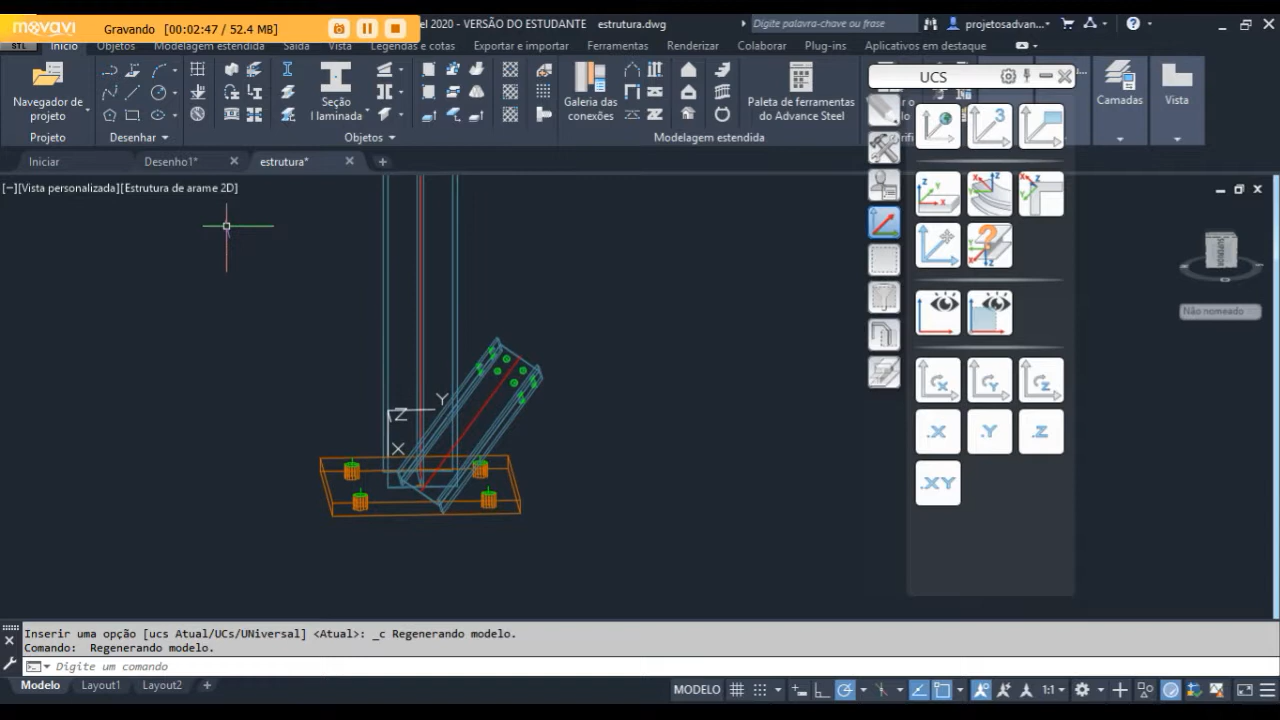 movavi
Gravando [00:02:47 / 52.4 MB]
el 2020 - VERSÃO DO ESTUDANTE estrutura.dwg
Digite palavra-chave ou frase
projetosadvan...
Início Objetos Modelagem estendida Saída Vista Legendas e cotas Exportar e importar Ferramentas Renderizar Colaborar Plug-ins Aplicativos em destaque
Navegador de projeto
Seção I laminada
Galeria das conexões
Paleta de ferramentas do Advance Steel
Camadas
Vista
Projeto
Desenhar
Objetos
Modelagem estendida
UCS
3
X Y Z
.X .Y .Z
.XY
Iniciar
Desenho1*
estrutura*
[−][Vista personalizada][Estrutura de arame 2D]
SUPERIOR
Não nomeado
Y
Z
X
Inserir uma opção [ucs Atual/UCs/UNiversal] <Atual>: _c Regenerando modelo.
Comando: Regenerando modelo.
Digite um comando
Modelo Layout1 Layout2
MODELO
1:1